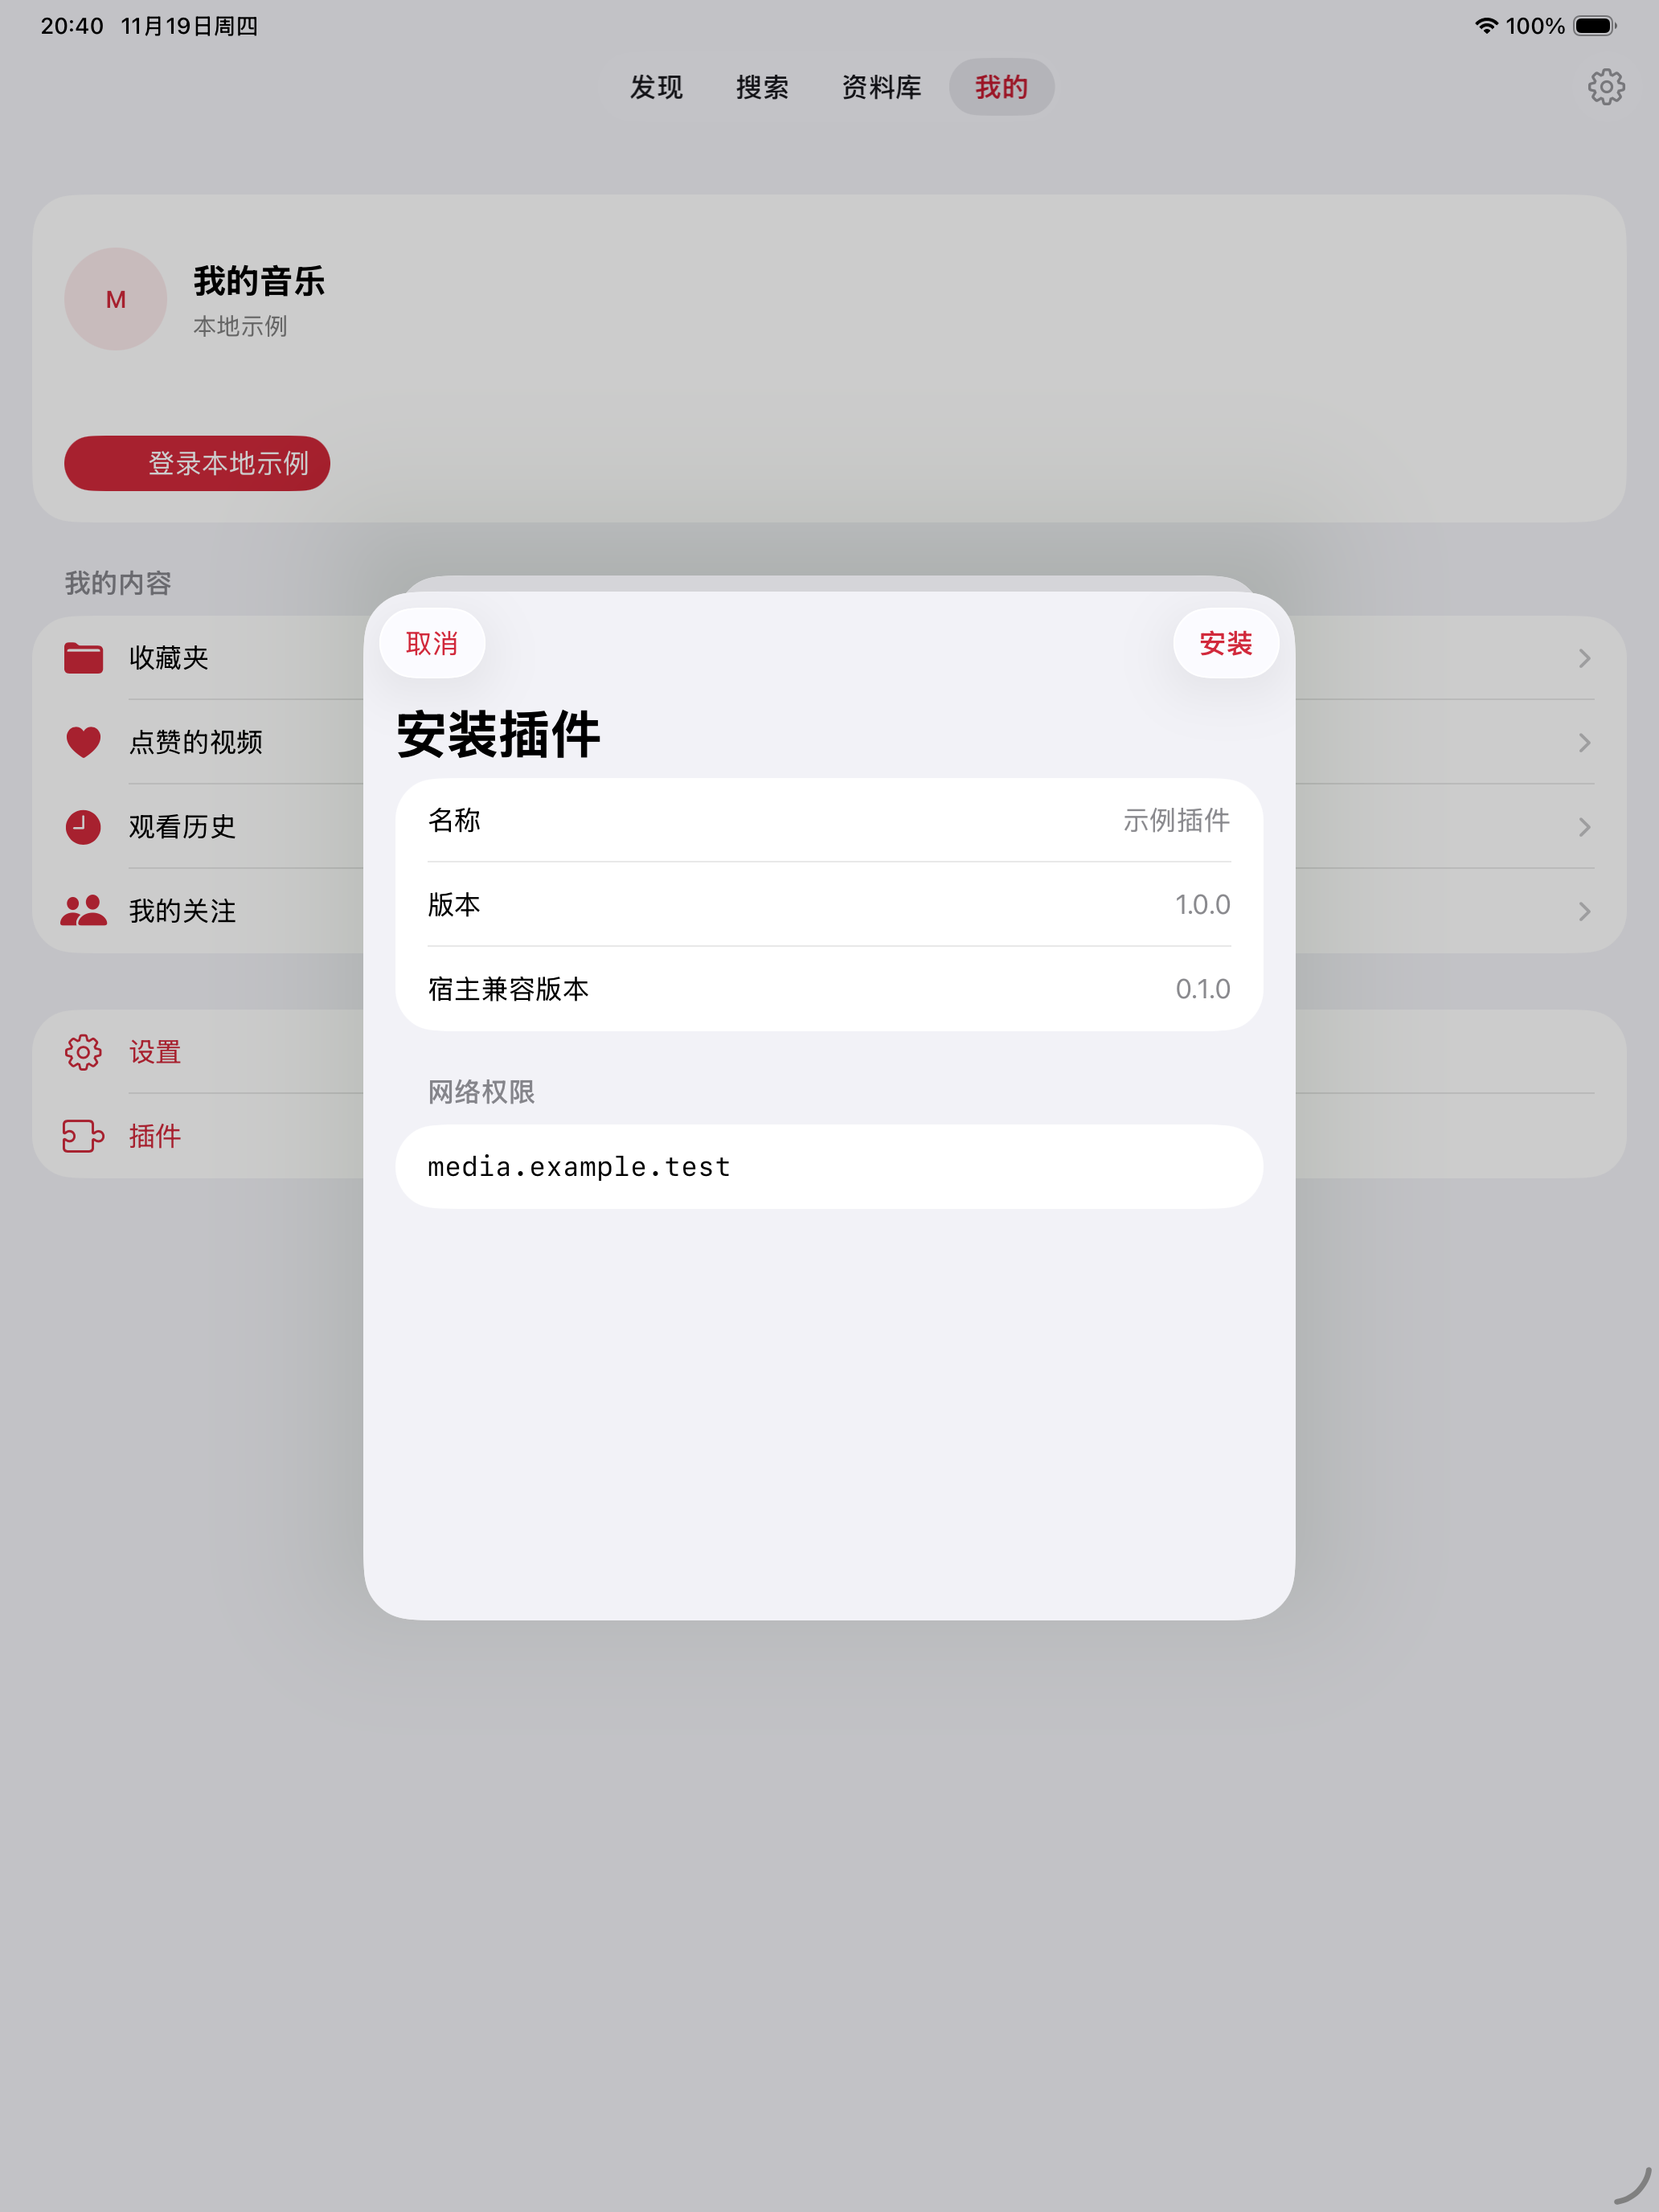 20:40 11月19日周四
100%
发现 搜索 资料库 我的
M
我的音乐
本地示例
登录本地示例
我的内容
收藏夹
点赞的视频
观看历史
我的关注
设置
插件
取消 安装
安装插件
名称 示例插件
版本 1.0.0
宿主兼容版本 0.1.0
网络权限
media.example.test